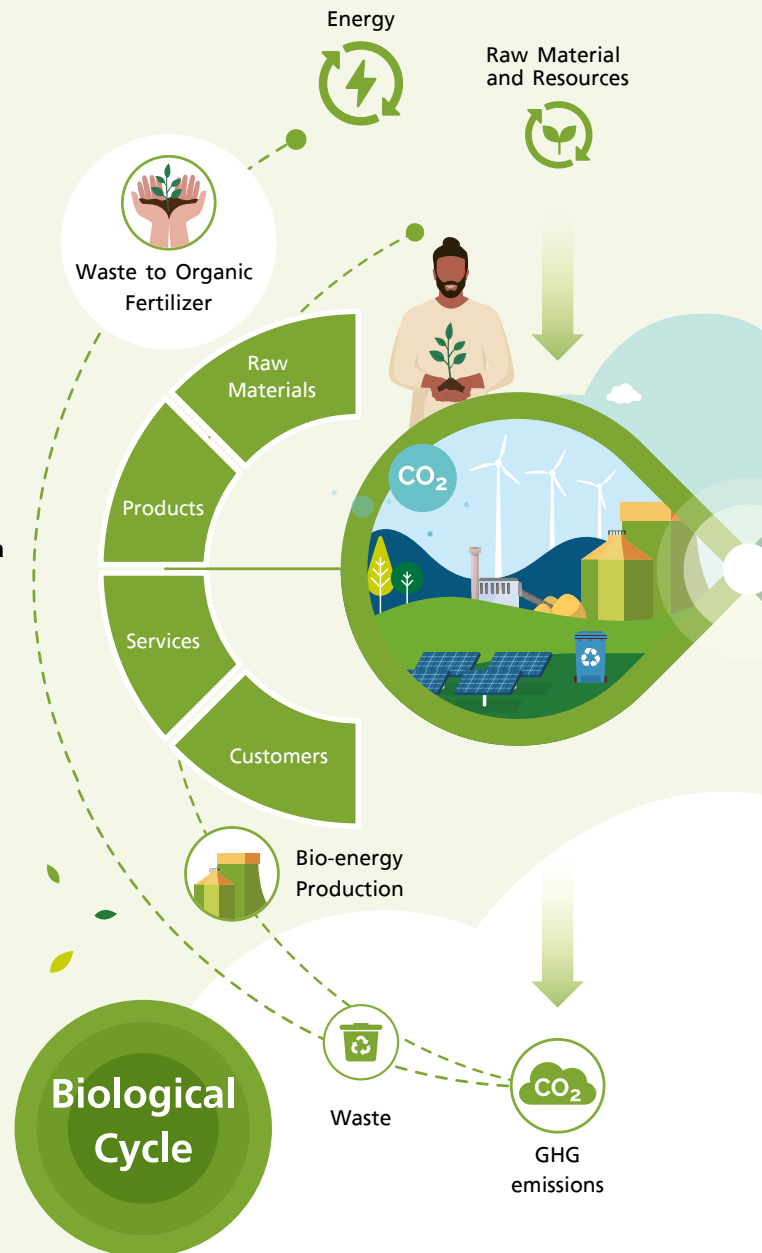 Energy
Raw Material
and Resources
Waste to Organic
Fertilizer
Raw
Materials
Products
CO₂
Services
Customers
Bio-energy
Production
Biological
Cycle
Waste
CO₂
GHG
emissions